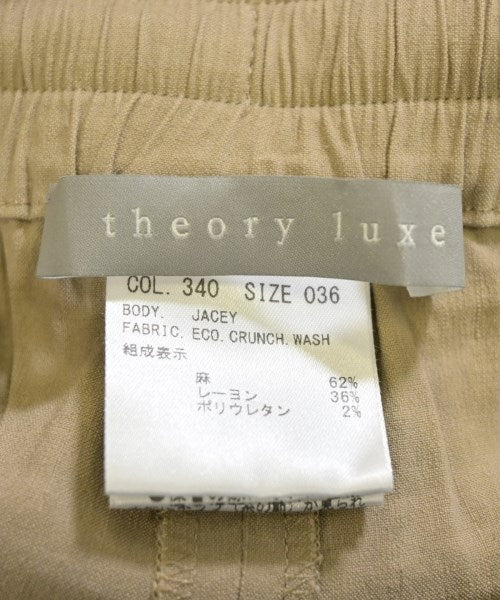 theory luxe
COL. 340 SIZE 036
BODY. JACEY
FABRIC. ECO. CRUNCH. WASH
組成表示
麻 62%
レーヨン 36%
ポリウレタン 2%